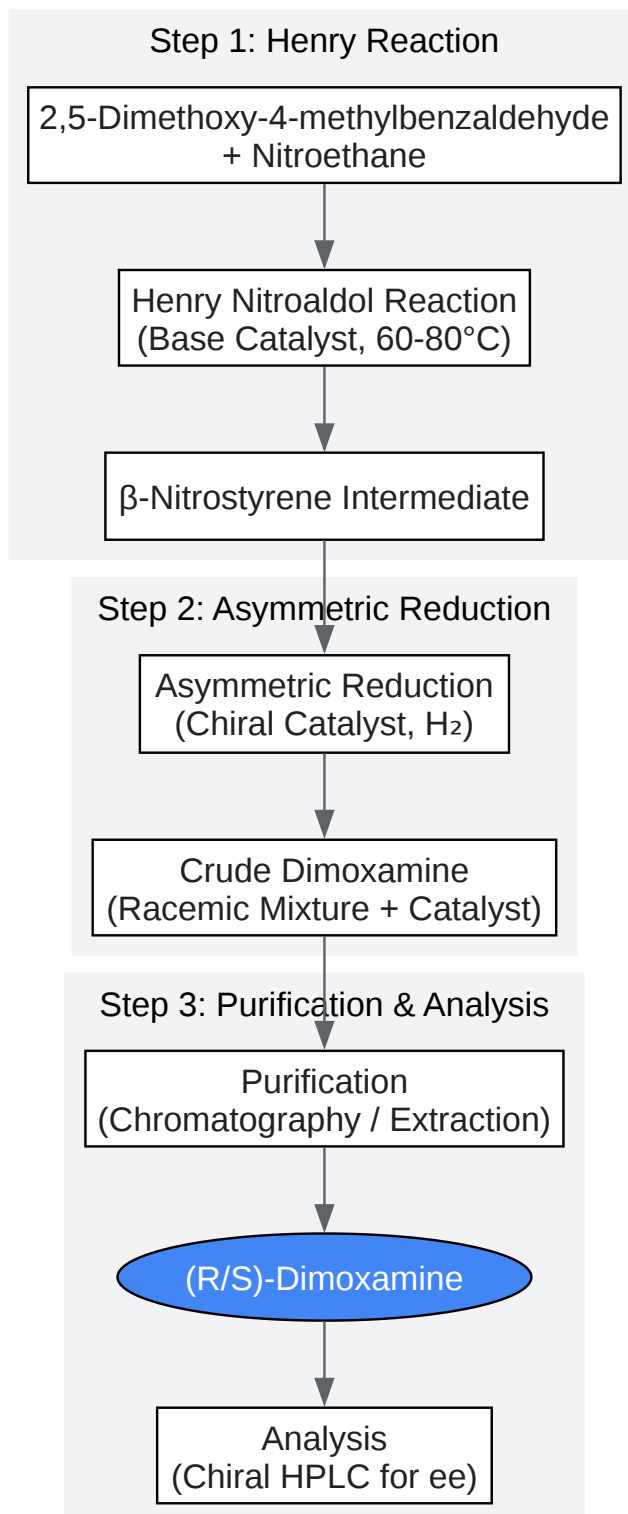 Step 1: Henry Reaction
2,5-Dimethoxy-4-methylbenzaldehyde
+ Nitroethane
Henry Nitroaldol Reaction
(Base Catalyst, 60-80°C)
β-Nitrostyrene Intermediate
Step 2: Asymmetric Reduction
Asymmetric Reduction
(Chiral Catalyst, H₂)
Crude Dimoxamine
(Racemic Mixture + Catalyst)
Step 3: Purification & Analysis
Purification
(Chromatography / Extraction)
(R/S)-Dimoxamine
Analysis
(Chiral HPLC for ee)